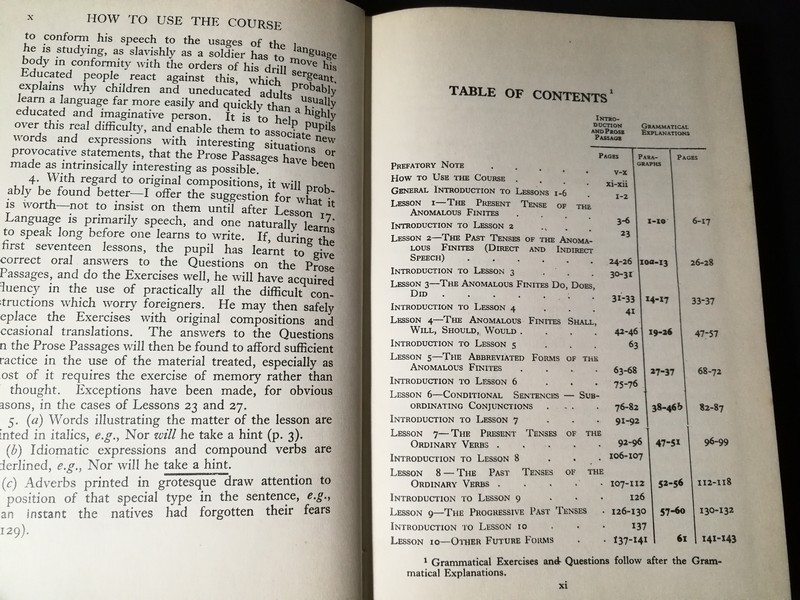 x HOW TO USE THE COURSE
to conform his speech to the usages of the language
he is studying, as slavishly as a soldier has to move his
body in conformity with the orders of his drill sergeant.
Educated people react against this, which probably
explains why children and uneducated adults usually
learn a language far more easily and quickly than a highly
educated and imaginative person. It is to help pupils
over this real difficulty, and enable them to associate new
words and expressions with interesting situations or
provocative statements, that the Prose Passages have been
made as intrinsically interesting as possible.
4. With regard to original compositions, it will prob-
ably be found better—I offer the suggestion for what it
is worth—not to insist on them until after Lesson 17.
Language is primarily speech, and one naturally learns
to speak long before one learns to write. If, during the
first seventeen lessons, the pupil has learnt to give
correct oral answers to the Questions on the Prose
Passages, and do the Exercises well, he will have acquired
fluency in the use of practically all the difficult con-
structions which worry foreigners. He may then safely
eplace the Exercises with original compositions and
ccasional translations. The answers to the Questions
n the Prose Passages will then be found to afford sufficient
ractice in the use of the material treated, especially as
ost of it requires the exercise of memory rather than
thought. Exceptions have been made, for obvious
asons, in the cases of Lessons 23 and 27.
5. (a) Words illustrating the matter of the lesson are
inted in italics, e.g., Nor will he take a hint (p. 3).
(b) Idiomatic expressions and compound verbs are
derlined, e.g., Nor will he take a hint.
(c) Adverbs printed in grotesque draw attention to
position of that special type in the sentence, e.g.,
an instant the natives had forgotten their fears
129).
TABLE OF CONTENTS¹
INTRO-
DUCTION
AND PROSE
PASSAGE
GRAMMATICAL
EXPLANATIONS
PAGES PARA-
GRAPHS PAGES
PREFATORY NOTE . . . . v-x
HOW TO USE THE COURSE . . . . xi-xii
GENERAL INTRODUCTION TO LESSONS 1-6 . 1-2
LESSON 1—THE PRESENT TENSE OF THE
ANOMALOUS FINITES . . . . 3-6 1-10 6-17
INTRODUCTION TO LESSON 2 . . . 23
LESSON 2—THE PAST TENSES OF THE ANOMA-
LOUS FINITES (DIRECT AND INDIRECT
SPEECH) . . . . . 24-26 10a-13 26-28
INTRODUCTION TO LESSON 3 . . . 30-31
LESSON 3—THE ANOMALOUS FINITES DO, DOES,
DID . . . . . . 31-33 14-17 33-37
INTRODUCTION TO LESSON 4 . . . 41
LESSON 4—THE ANOMALOUS FINITES SHALL,
WILL, SHOULD, WOULD . . . . 42-46 19-26 47-57
INTRODUCTION TO LESSON 5 . . . 63
LESSON 5—THE ABBREVIATED FORMS OF THE
ANOMALOUS FINITES . . . . 63-68 27-37 68-72
INTRODUCTION TO LESSON 6 . . . 75-76
LESSON 6—CONDITIONAL SENTENCES — SUB-
ORDINATING CONJUNCTIONS . . . 76-82 38-46b 82-87
INTRODUCTION TO LESSON 7 . . . 91-92
LESSON 7—THE PRESENT TENSES OF THE
ORDINARY VERBS . . . . 92-96 47-51 96-99
INTRODUCTION TO LESSON 8 . . . 106-107
LESSON 8—THE PAST TENSES OF THE
ORDINARY VERBS . . . . 107-112 52-56 112-118
INTRODUCTION TO LESSON 9 . . . 126
LESSON 9—THE PROGRESSIVE PAST TENSES . 126-130 57-60 130-132
INTRODUCTION TO LESSON 10 . . . 137
LESSON 10—OTHER FUTURE FORMS . . 137-141 61 141-143
¹ Grammatical Exercises and Questions follow after the Gram-
matical Explanations.
xi